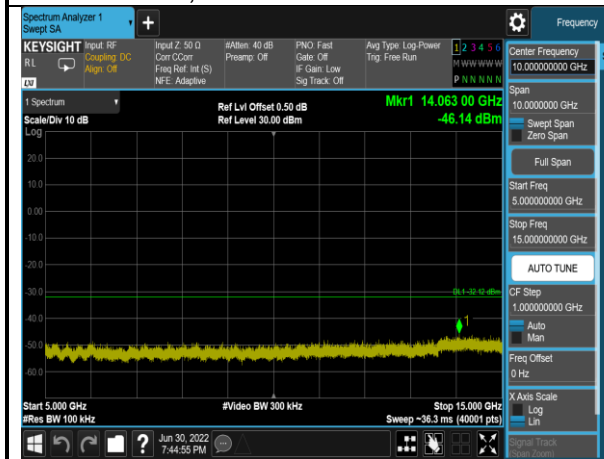 Spectrum Analyzer 1
Swept SA
+
Frequency
KEYSIGHT
RL
LXI
Input: RF
Coupling: DC
Align: Off
Input Z: 50 Ω
Corr CCorr
Freq Ref: Int (S)
NFE: Adaptive
#Atten: 40 dB
Preamp: Off
PNO: Fast
Gate: Off
IF Gain: Low
Sig Track: Off
Avg Type: Log-Power
Trig: Free Run
1 2 3 4 5 6
M W W W W W
P N N N N N
1 Spectrum
Scale/Div 10 dB
Log
Ref Lvl Offset 0.50 dB
Ref Level 30.00 dBm
Mkr1 14.063 00 GHz
-46.14 dBm
20.0
10.0
0.00
-10.0
-20.0
-30.0
-40.0
-50.0
-60.0
DL1 -32.12 dBm
1
Start 5.000 GHz
#Res BW 100 kHz
#Video BW 300 kHz
Stop 15.000 GHz
Sweep ~36.3 ms (40001 pts)
Center Frequency
10.000000000 GHz
Span
10.0000000 GHz
Swept Span
Zero Span
Full Span
Start Freq
5.000000000 GHz
Stop Freq
15.000000000 GHz
AUTO TUNE
CF Step
1.000000000 GHz
Auto
Man
Freq Offset
0 Hz
X Axis Scale
Log
Lin
Signal Track
(Span Zoom)
?
Jun 30, 2022
7:44:55 PM